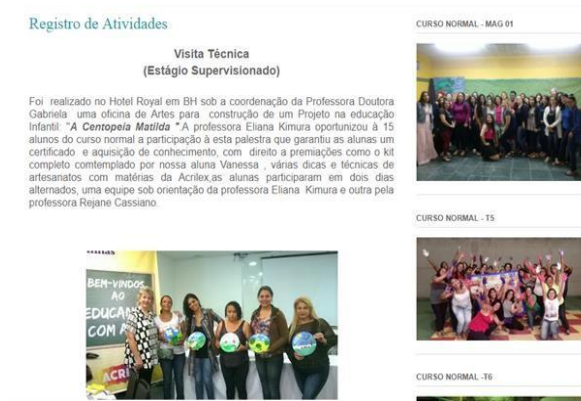 Registro de Atividades
Visita Técnica
(Estágio Supervisionado)
Foi realizado no Hotel Royal em BH sob a coordenação da Professora Doutora
Gabriela uma oficina de Artes para construção de um Projeto na educação
Infantil: "A Centopeia Matilda ".A professora Eliana Kimura oportunizou à 15
alunos do curso normal a participação à esta palestra que garantiu as alunas um
certificado e aquisição de conhecimento, com direito a premiações como o kit
completo comtemplado por nossa aluna Vanessa , várias dicas e técnicas de
artesanatos com matérias da Acrilex,as alunas participaram em dois dias
alternados, uma equipe sob orientação da professora Eliana Kimura e outra pela
professora Rejane Cassiano.
BEM-VINDOS
AO
COM
CURSO NORMAL - MAG 01
CURSO NORMAL - T5
CURSO NORMAL -T6